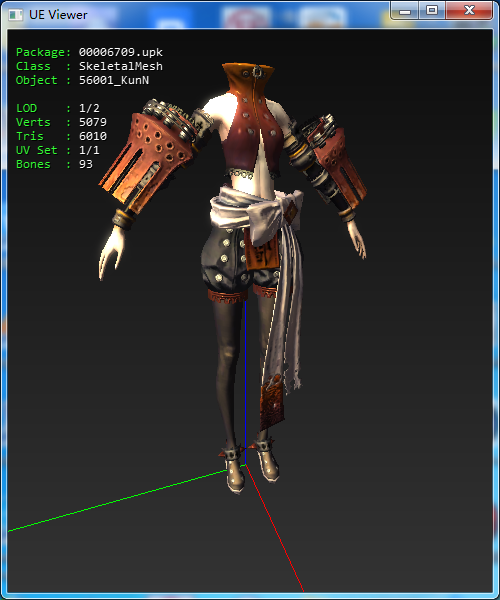 UE Viewer
Package: 00006709.upk
Class : SkeletalMesh
Object : 56001_KunN
LOD : 1/2
Verts : 5079
Tris : 6010
UV Set : 1/1
Bones : 93